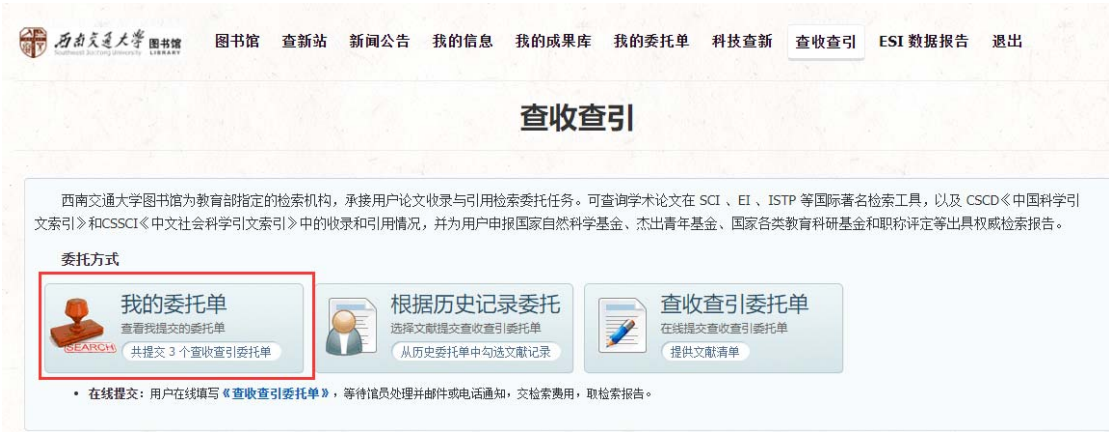 西南交通大学 图书馆 图书馆 查新站 新闻公告 我的信息 我的成果库 我的委托单 科技查新 查收查引 ESI 数据报告 退出
Southwest Jiaotong University LIBRARY
查收查引
西南交通大学图书馆为教育部指定的检索机构，承接用户论文收录与引用检索委托任务。可查询学术论文在 SCI 、EI 、ISTP 等国际著名检索工具，以及 CSCD《中国科学引
文索引》和CSSCI《中文社会科学引文索引》中的收录和引用情况，并为用户申报国家自然科学基金、杰出青年基金、国家各类教育科研基金和职称评定等出具权威检索报告。
委托方式
我的委托单
查看我提交的委托单
SEARCH
共提交 3 个查收查引委托单
根据历史记录委托
选择文献提交查收查引委托单
从历史委托单中勾选文献记录
查收查引委托单
在线提交查收查引委托单
提供文献清单
• 在线提交：用户在线填写《查收查引委托单》，等待馆员处理并邮件或电话通知，交检索费用，取检索报告。